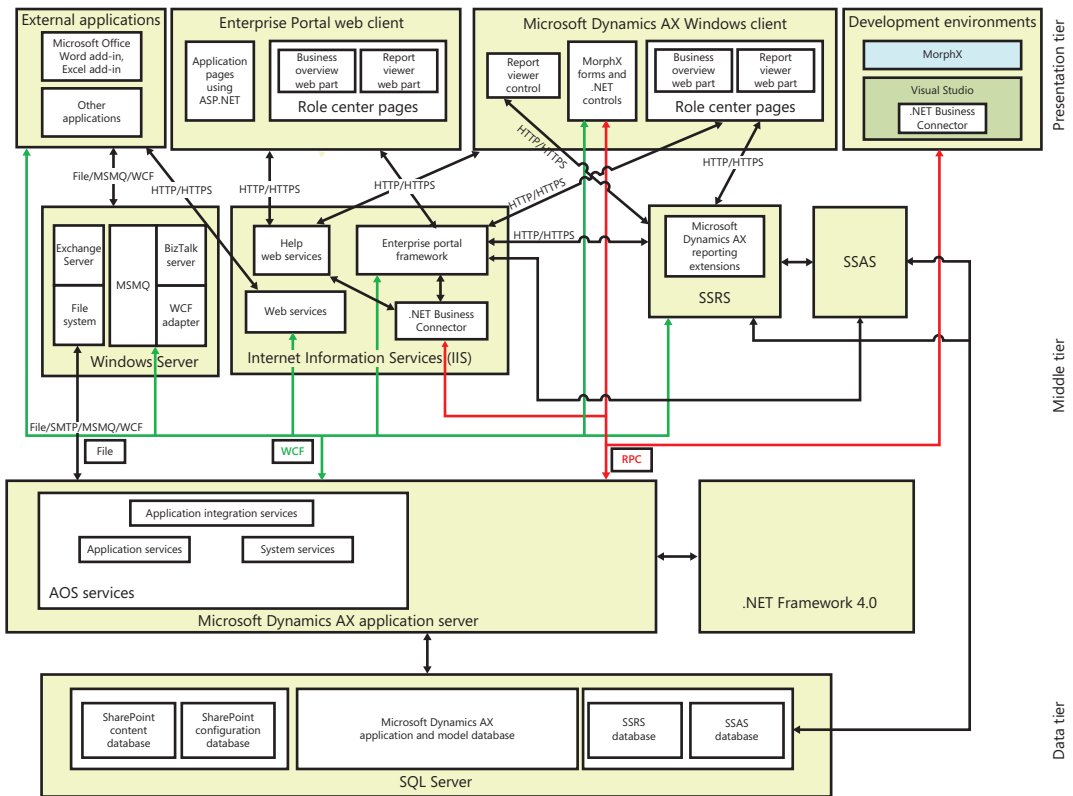 External applications
Microsoft Office
Word add-in,
Excel add-in
Other
applications
Enterprise Portal web client
Application
pages
using
ASP.NET
Business
overview
web part
Report
viewer
web part
Role center pages
Microsoft Dynamics AX Windows client
Report
viewer
control
MorphX
forms and
.NET
controls
Business
overview
web part
Report
viewer
web part
Role center pages
Development environments
MorphX
Visual Studio
.NET Business
Connector
Presentation tier
File/MSMQ/WCF
HTTP/HTTPS
HTTP/HTTPS
HTTP/HTTPS
HTTP/HTTPS
HTTP/HTTPS
HTTP/HTTPS
HTTP/HTTPS
Exchange
Server
MSMQ
BizTalk
server
File
system
WCF
adapter
Windows Server
Help
web services
Enterprise portal
framework
Web services
.NET Business
Connector
Internet Information Services (IIS)
Microsoft
Dynamics AX
reporting
extensions
SSRS
SSAS
Middle tier
File/SMTP/MSMQ/WCF
File
WCF
RPC
Application integration services
Application services
System services
AOS services
Microsoft Dynamics AX application server
.NET Framework 4.0
SharePoint
content
database
SharePoint
configuration
database
Microsoft Dynamics AX
application and model database
SSRS
database
SSAS
database
SQL Server
Data tier